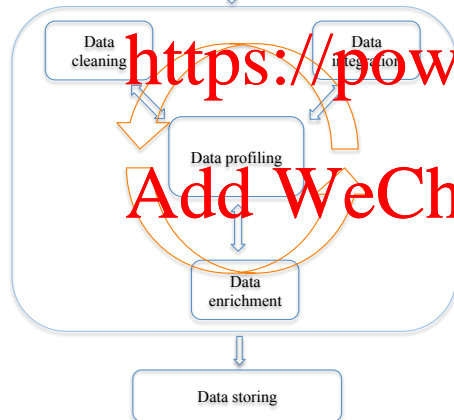 Data
cleaning
Data
integration
https://pow
Data profiling
Add WeCh
Data
enrichment
Data storing